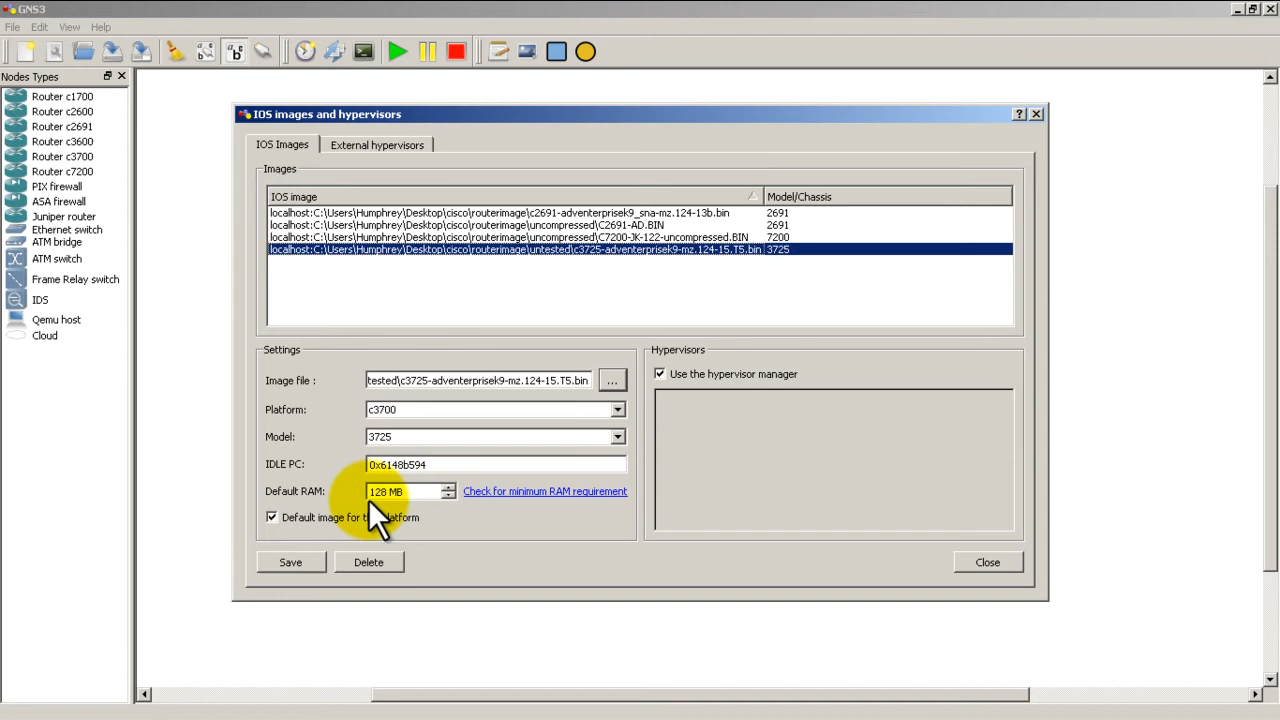 GNS3
File Edit View Help
Nodes Types
Router c1700
Router c2600
Router c2691
Router c3600
Router c3700
Router c7200
PIX firewall
ASA firewall
Juniper router
Ethernet switch
ATM bridge
ATM switch
Frame Relay switch
IDS
Qemu host
Cloud
IOS images and hypervisors
IOS Images External hypervisors
Images
IOS image Model/Chassis
localhost:C:\Users\Humphrey\Desktop\cisco\routerimage\c2691-adventerprisek9_sna-mz.124-13b.bin 2691
localhost:C:\Users\Humphrey\Desktop\cisco\routerimage\uncompressed\C2691-AD.BIN 2691
localhost:C:\Users\Humphrey\Desktop\cisco\routerimage\uncompressed\C7200-JK-122-uncompressed.BIN 7200
localhost:C:\Users\Humphrey\Desktop\cisco\routerimage\untested\c3725-adventerprisek9-mz.124-15.T5.bin 3725
Settings
Image file : tested\c3725-adventerprisek9-mz.124-15.T5.bin ...
Platform: c3700
Model: 3725
IDLE PC: 0x6148b594
Default RAM: 128 MB Check for minimum RAM requirement
Default image for platform
Save Delete
Hypervisors
Use the hypervisor manager
Close